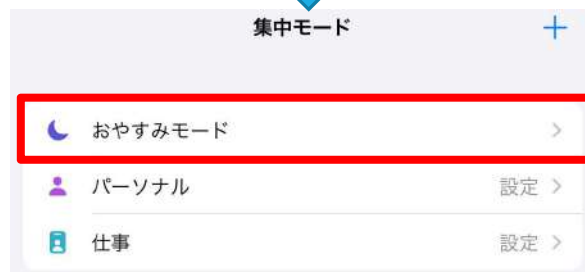 集中モード
おやすみモード
パーソナル 設定
仕事 設定